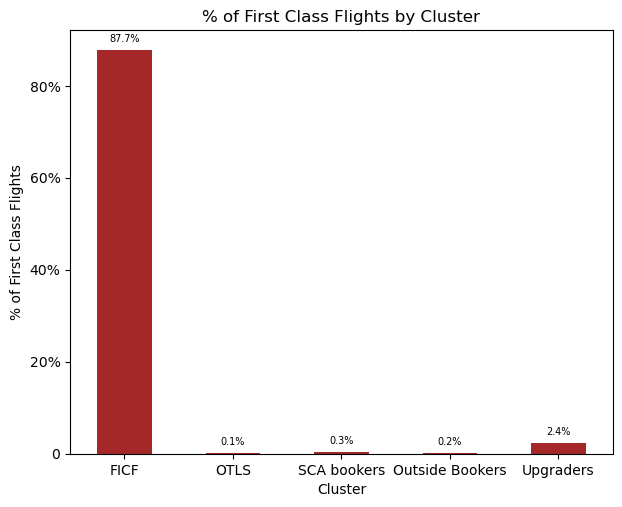 % of First Class Flights by Cluster
% of First Class Flights
80%
60%
40%
20%
0
87.7%
0.1%
0.3%
0.2%
2.4%
FICF
OTLS
SCA bookers
Outside Bookers
Upgraders
Cluster